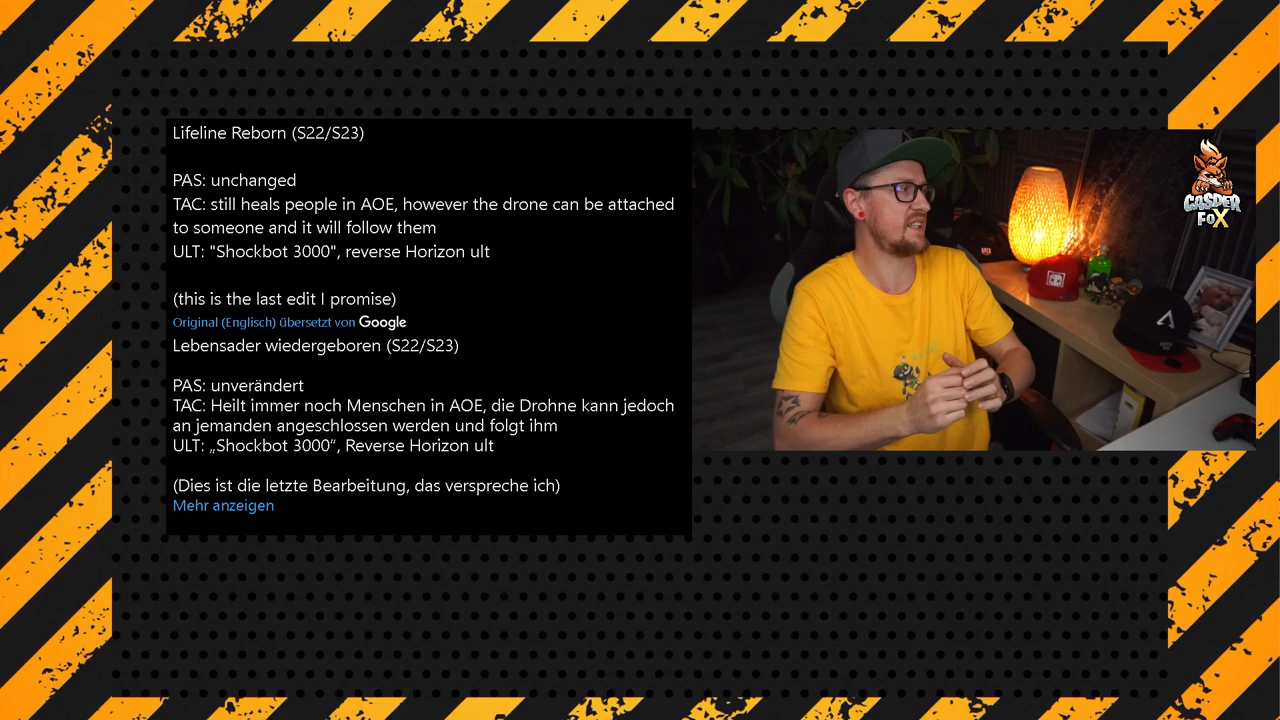 Lifeline Reborn (S22/S23)
PAS: unchanged
TAC: still heals people in AOE, however the drone can be attached
to someone and it will follow them
ULT: "Shockbot 3000", reverse Horizon ult
(this is the last edit I promise)
Original (Englisch) übersetzt von Google
Lebensader wiedergeboren (S22/S23)
PAS: unverändert
TAC: Heilt immer noch Menschen in AOE, die Drohne kann jedoch
an jemanden angeschlossen werden und folgt ihm
ULT: „Shockbot 3000”, Reverse Horizon ult
(Dies ist die letzte Bearbeitung, das verspreche ich)
Mehr anzeigen
CASPER
FOX